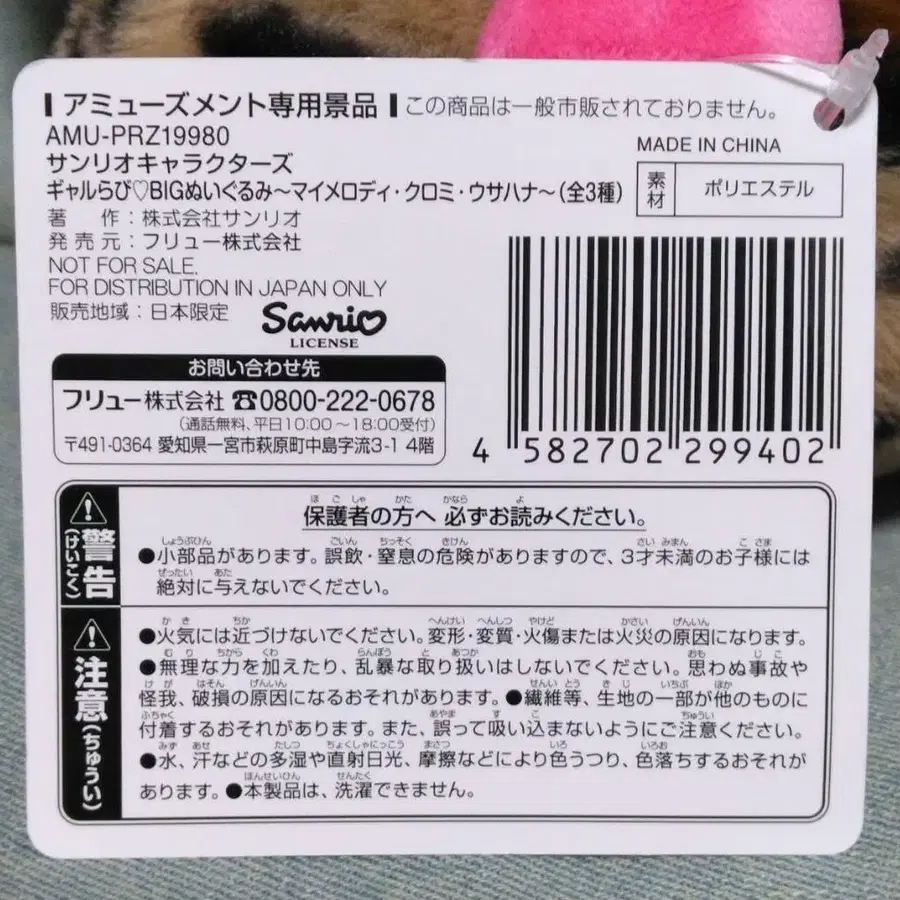 アミューズメント専用景品 この商品は一般市販されておりません。
AMU-PRZ19980
サンリオキャラクターズ
ギャルらび♡BIGぬいぐるみ〜マイメロディ・クロミ・ウサハナ〜(全3種)
MADE IN CHINA
素材 ポリエステル
著 作：株式会社サンリオ
発 売 元：フリュー株式会社
NOT FOR SALE.
FOR DISTRIBUTION IN JAPAN ONLY
販売地域：日本限定
Sanrio
LICENSE
お問い合わせ先
フリュー株式会社 ☎0800-222-0678
(通話無料、平日10:00〜18:00受付)
〒491-0364 愛知県一宮市萩原町中島字流3-1 4階
4 582702 299402
警告(けいこく)
保護者の方へ 必ずお読みください。
●小部品があります。誤飲・窒息の危険がありますので、3才未満のお子様には
絶対に与えないでください。
注意(ちゅうい)
●火気には近づけないでください。変形・変質・火傷または火災の原因になります。
●無理な力を加えたり、乱暴な取り扱いはしないでください。思わぬ事故や
怪我、破損の原因になるおそれがあります。●繊維等、生地の一部が他のものに
付着するおそれがあります。また、誤って吸い込まないようにご注意ください。
●水、汗などの多湿や直射日光、摩擦などにより色うつり、色落ちするおそれが
あります。●本製品は、洗濯できません。